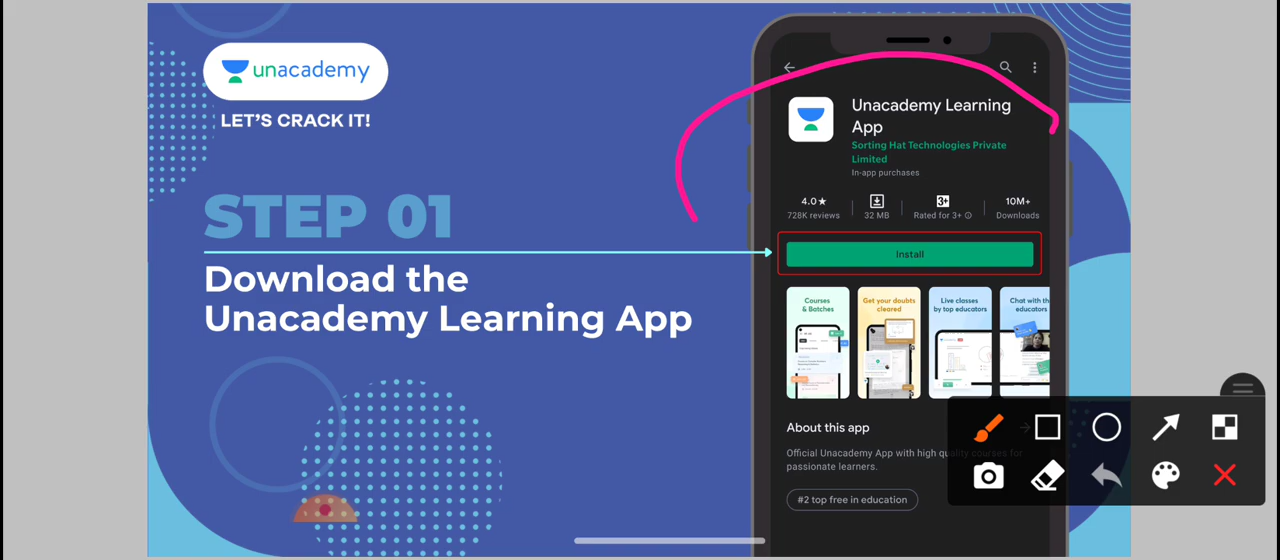 unacademy
LET'S CRACK IT!
STEP 01
Download the
Unacademy Learning App
Unacademy Learning
App
Sorting Hat Technologies Private
Limited
In-app purchases
4.0★
728K reviews
32 MB
3+
Rated for 3+
10M+
Downloads
Install
Courses
& Batches
Get your doubts
cleared
Live classes
by top educators
Chat with th
educators
About this app
Official Unacademy App with high quality courses for
passionate learners.
#2 top free in education